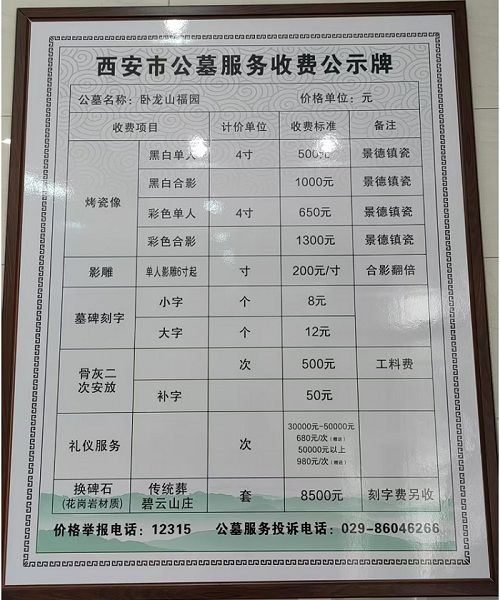 西安市公墓服务收费公示牌
公墓名称：卧龙山福园 价格单位：元
收费项目 计价单位 收费标准 备注
烤瓷像 黑白单人 4寸 500元 景德镇瓷
黑白合影 1000元 景德镇瓷
彩色单人 4寸 650元 景德镇瓷
彩色合影 1300元 景德镇瓷
影雕 单人影雕6寸起 寸 200元/寸 合影翻倍
墓碑刻字 小字 个 8元
大字 个 12元
骨灰二次安放 次 500元 工料费
补字 50元
礼仪服务 次
30000元-50000元
680元/次（赠送）
50000元以上
980元/次（赠送）
换碑石 传统葬
(花岗岩材质) 碧云山庄 套 8500元 刻字费另收
价格举报电话：12315 公墓服务投诉电话：029-86046266